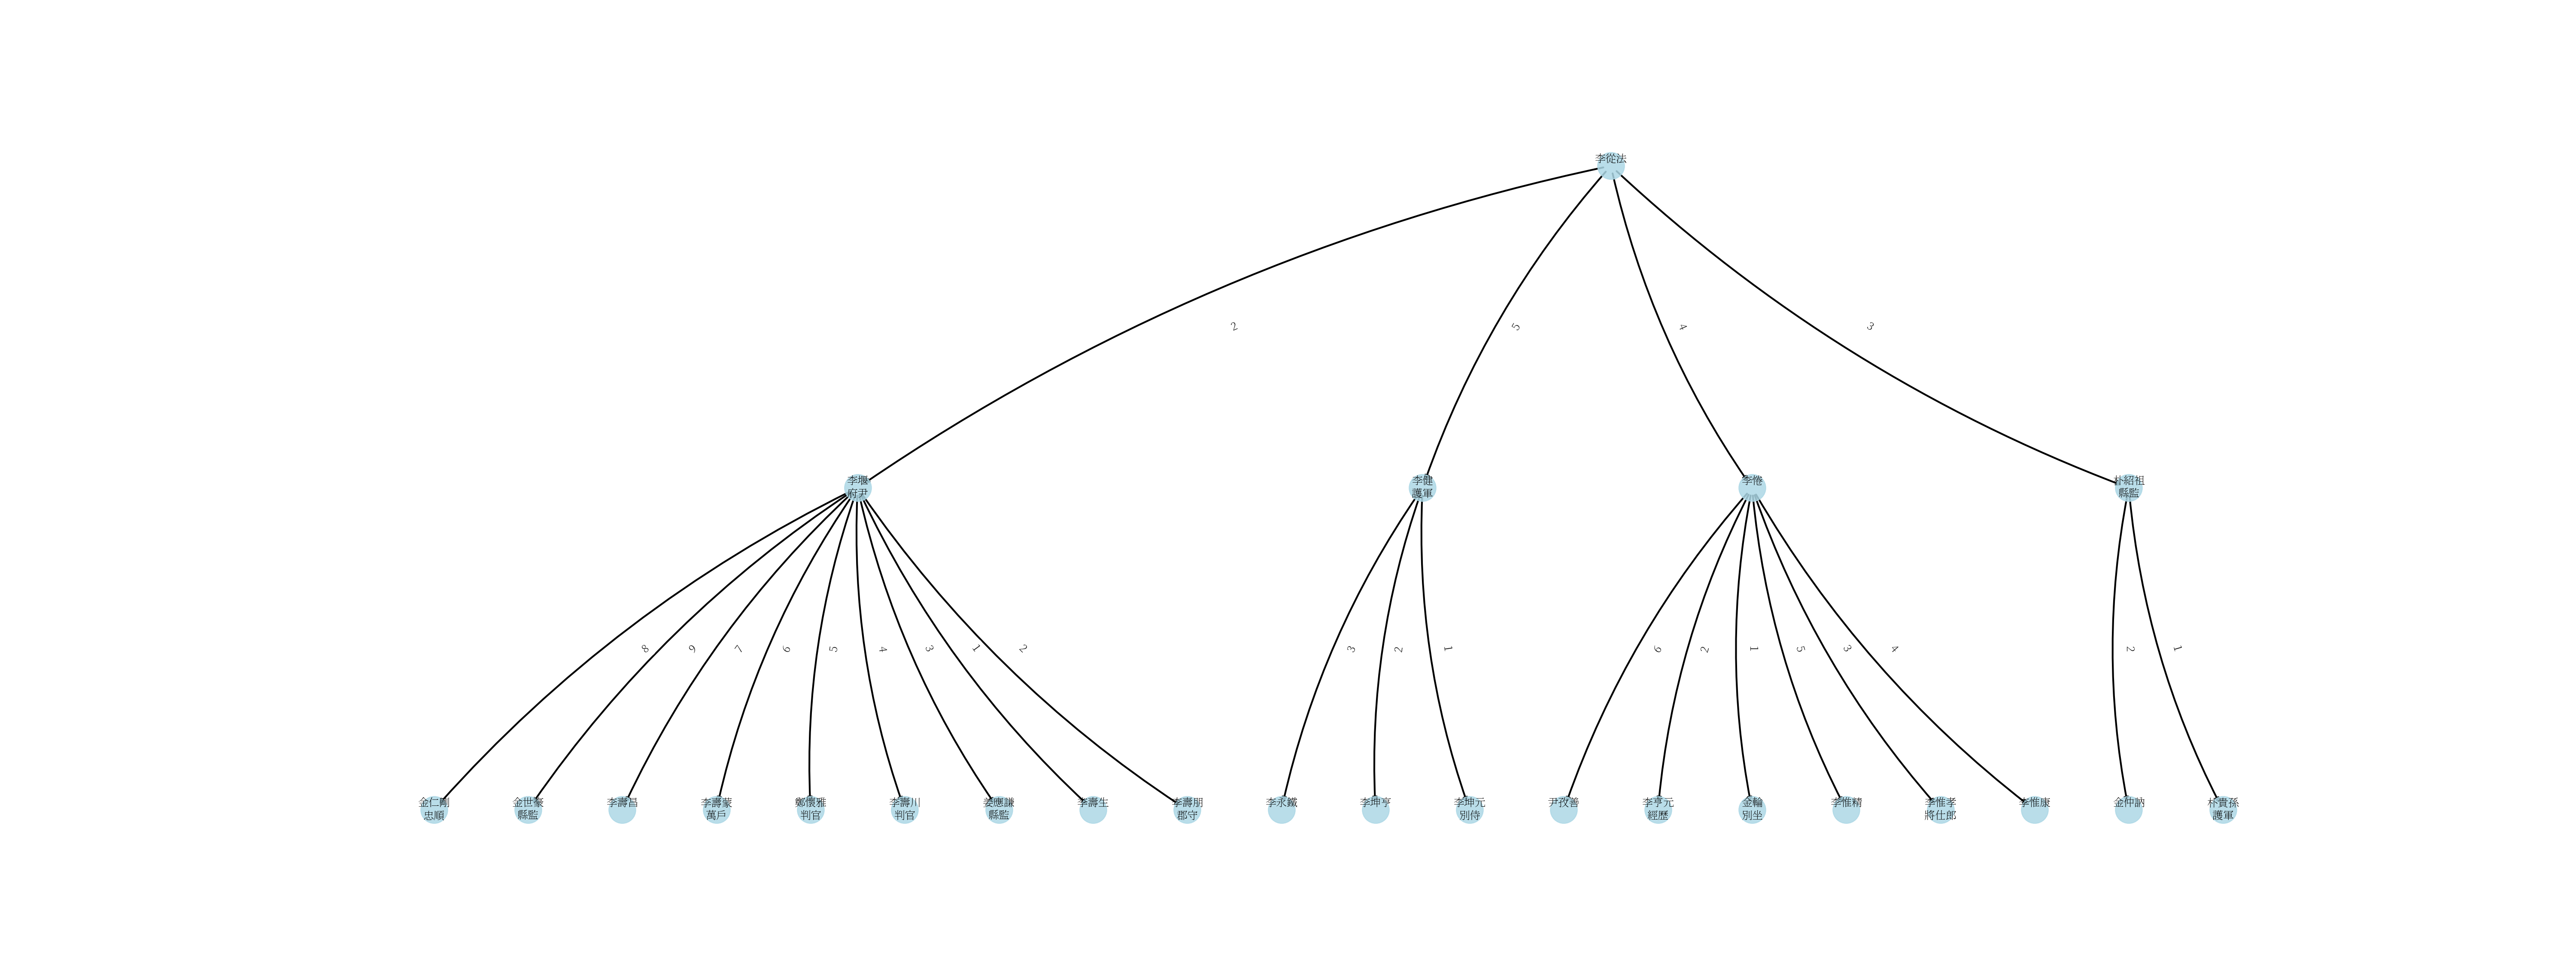 李從法
2
5
4
3
李堰
府尹
李健
護軍
李惓
朴紹祖
縣監
8
9
7
6
5
4
3
1
2
3
2
1
6
2
1
5
3
4
2
1
金仁剛
忠順
金世豪
縣監
李壽昌
李壽蒙
萬戶
鄭懷雅
判官
李壽川
判官
姜應謙
縣監
李壽生
李壽朋
郡守
李永鐵
李坤亨
李坤元
別侍
尹孜善
李亨元
經歷
金輪
別坐
李惟精
李惟孝
將仕郎
李惟康
金仲訥
朴貴孫
護軍